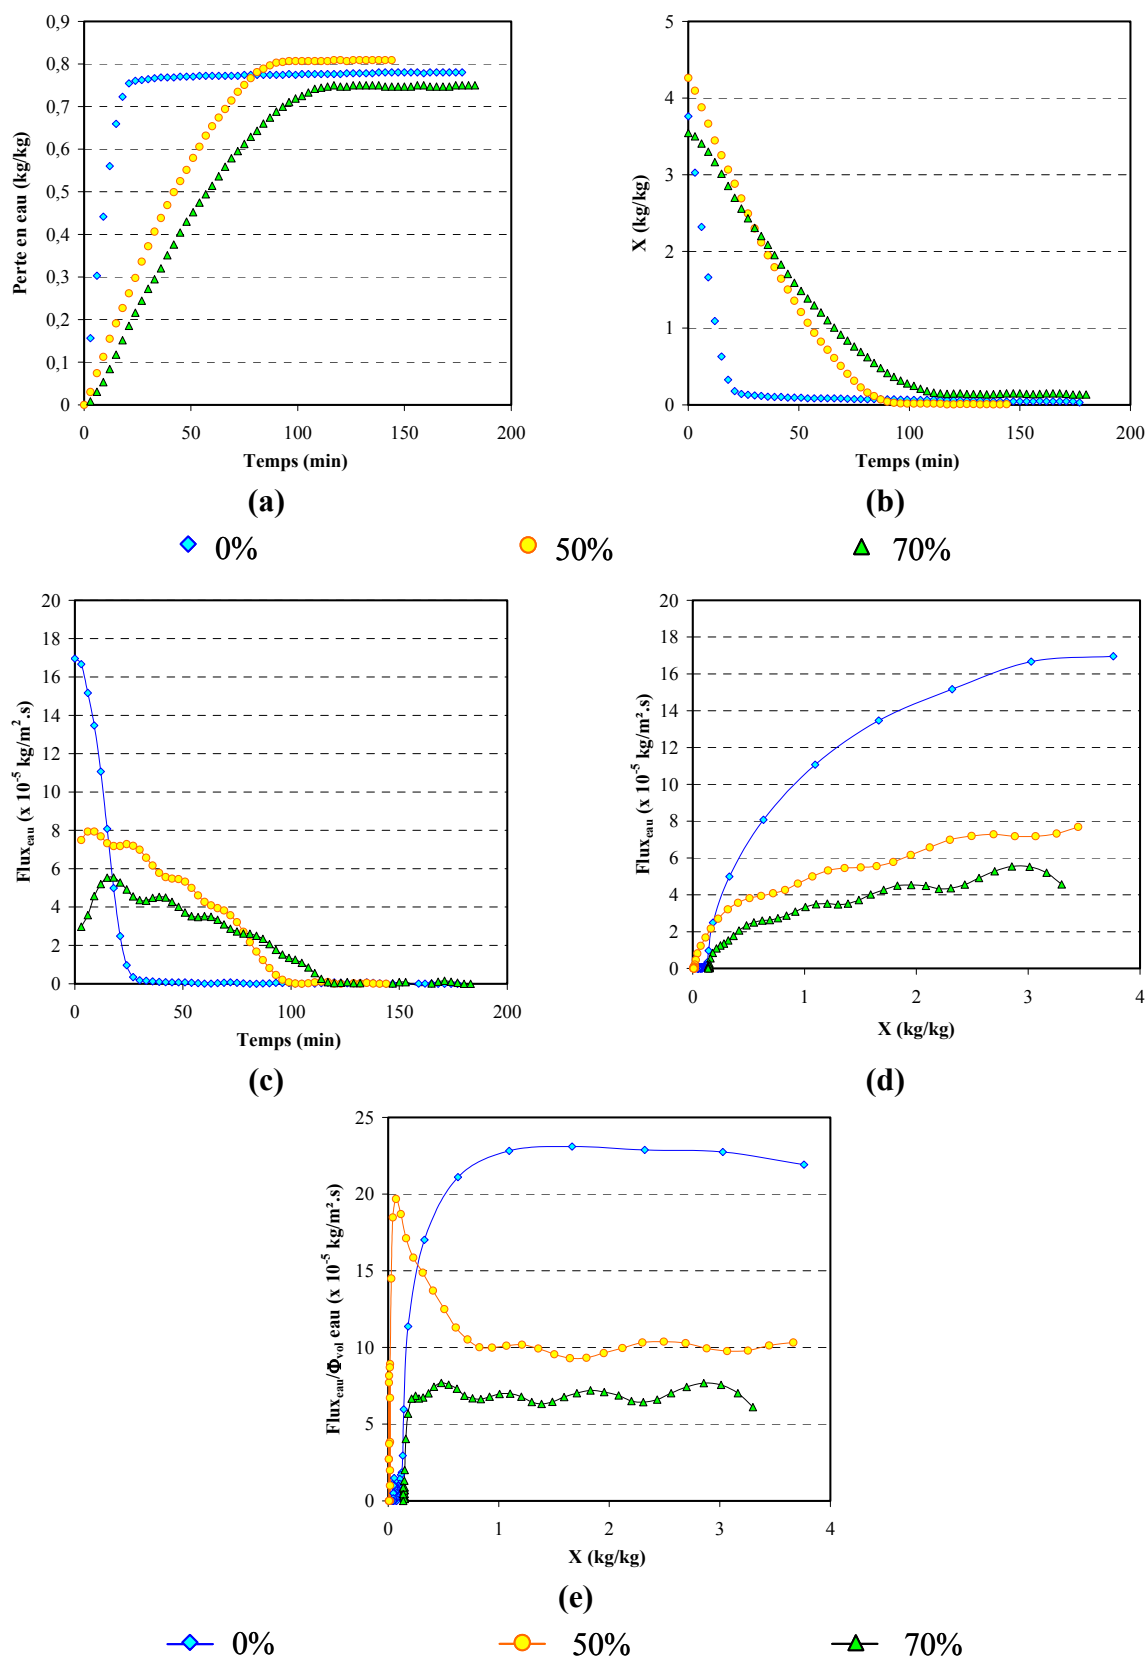 0,9
0,8
0,7
0,6
0,5
0,4
0,3
0,2
0,1
0
Perte en eau (kg/kg)
0 50 100 150 200
Temps (min)
(a)
5
4
3
2
1
0
X (kg/kg)
0 50 100 150 200
Temps (min)
(b)
0% 50% 70%
20
18
16
14
12
10
8
6
4
2
0
Flux_eau (x 10^-5 kg/m².s)
0 50 100 150 200
Temps (min)
(c)
20
18
16
14
12
10
8
6
4
2
0
Flux_eau (x 10^-5 kg/m².s)
0 1 2 3 4
X (kg/kg)
(d)
25
20
15
10
5
0
Flux_eau/Φ_vol eau (x 10^-5 kg/m².s)
0 1 2 3 4
X (kg/kg)
(e)
0% 50% 70%